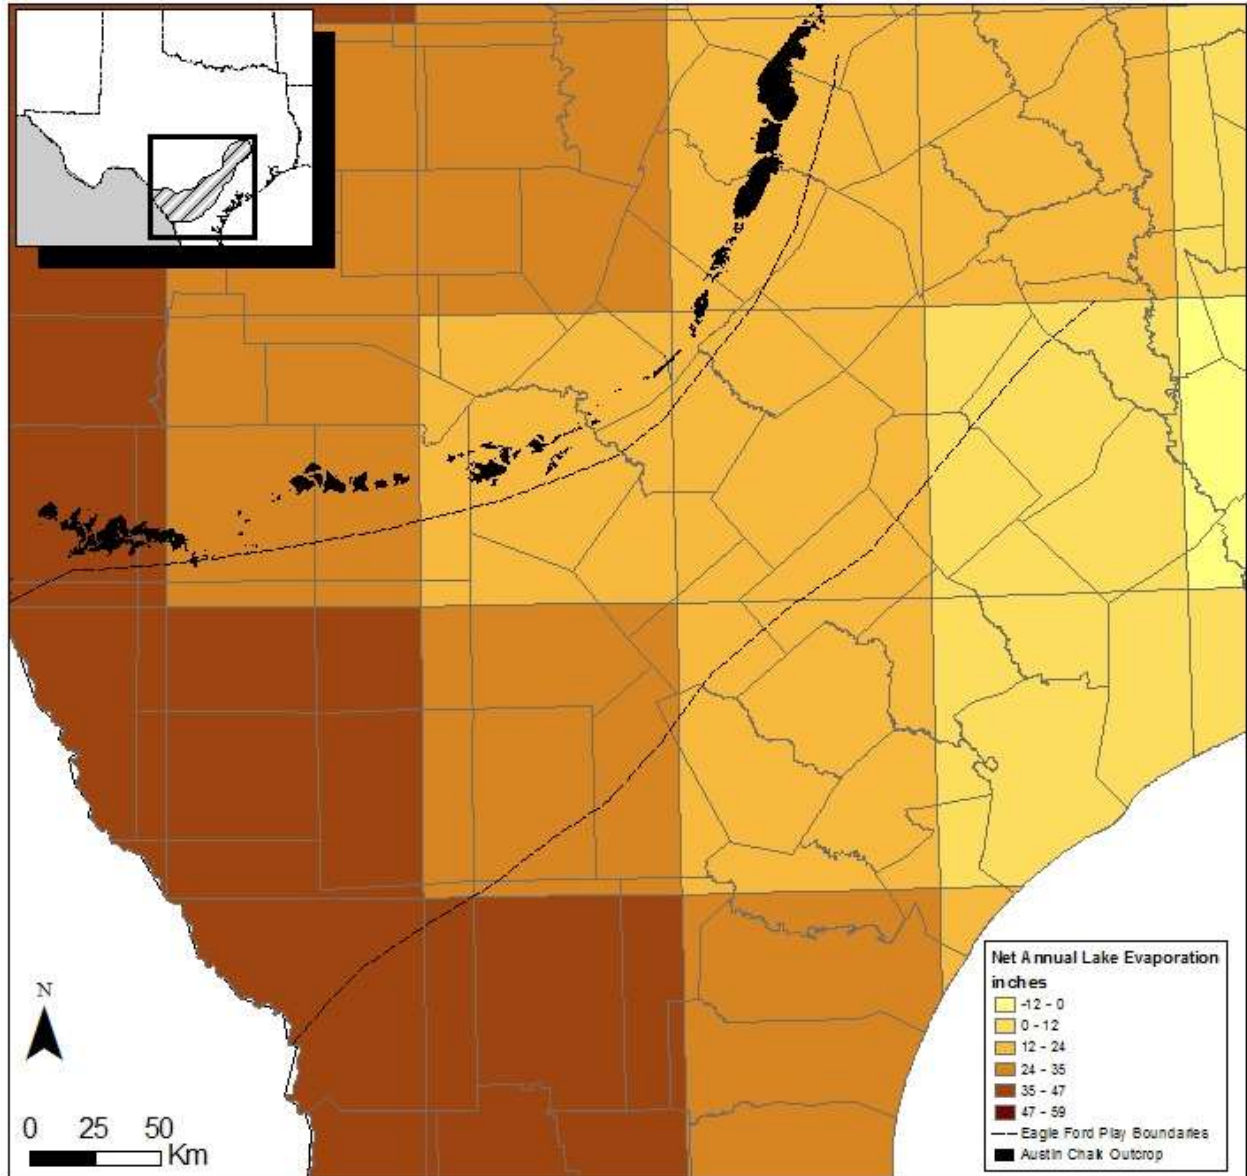 N
0 25 50
Km
Net Annual Lake Evaporation
inches
-12 - 0
0 - 12
12 - 24
24 - 35
35 - 47
47 - 59
Eagle Ford Play Boundaries
Austin Chalk Outcrop